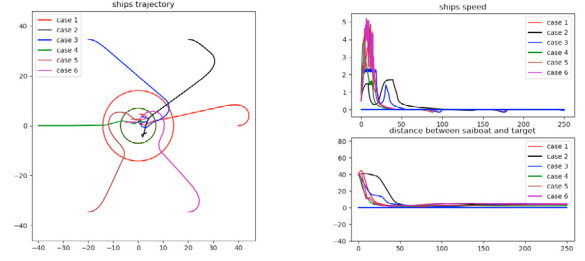 ships trajectory
case 1
case 2
case 3
case 4
case 5
case 6
40
20
0
-20
-40
-40 -20 0 20 40
ships speed
case 1
case 2
case 3
case 4
case 5
case 6
5
4
3
2
1
0
0 50 100 150 200 250
distance between saiboat and target
case 1
case 2
case 3
case 4
case 5
case 6
80
60
40
20
0
-20
-40
0 50 100 150 200 250